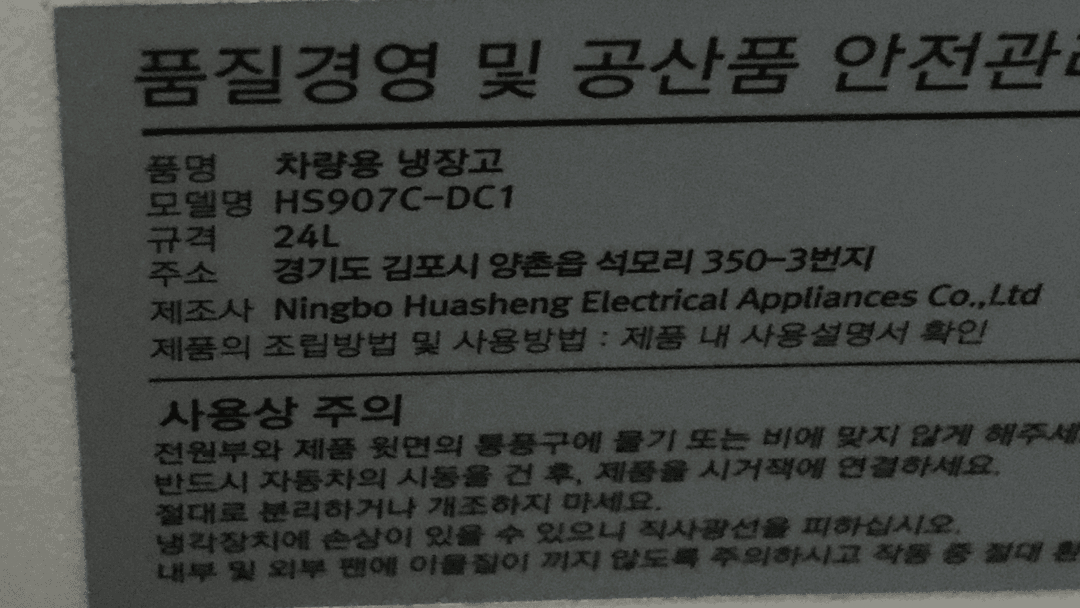 품질경영 및 공산품 안전관
품명 차량용 냉장고
모델명 HS907C-DC1
규격 24L
주소 경기도 김포시 양촌읍 석모리 350-3번지
제조사 Ningbo Huasheng Electrical Appliances Co.,Ltd
제품의 조립방법 및 사용방법 : 제품 내 사용설명서 확인
사용상 주의
전원부와 제품 윗면의 통풍구에 물기 또는 비에 맞지 않게 해주세
반드시 자동차의 시동을 건 후, 제품을 시거잭에 연결하세요.
절대로 분리하거나 개조하지 마세요.
냉각장치에 손상이 있을 수 있으니 직사광선을 피하십시오.
내부 및 외부 팬에 이물질이 끼지 않도록 주의하시고 작동 중 절대